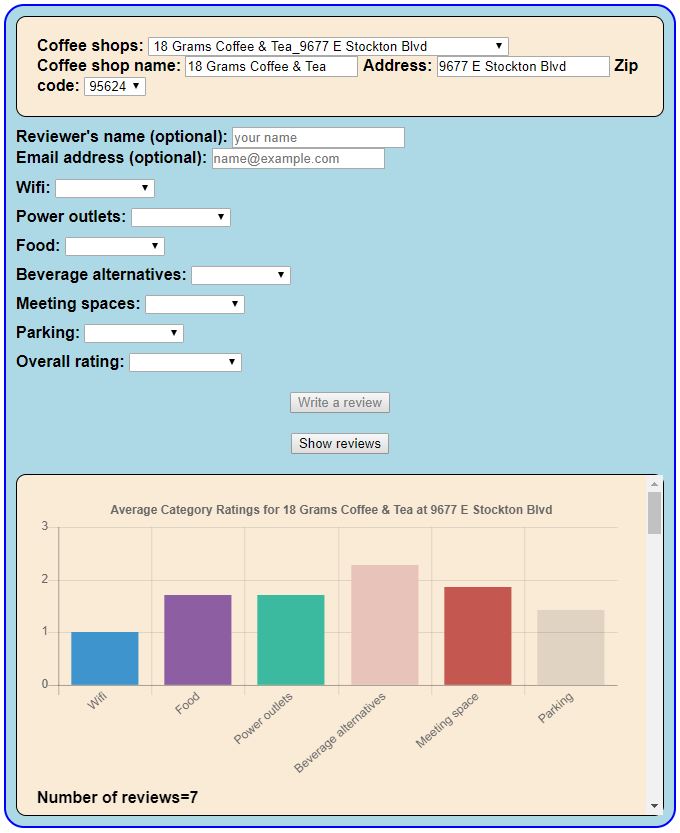 Coffee shops: 18 Grams Coffee & Tea_9677 E Stockton Blvd
Coffee shop name: 18 Grams Coffee & Tea Address: 9677 E Stockton Blvd Zip
code: 95624
Reviewer's name (optional): your name
Email address (optional): name@example.com
Wifi:
Power outlets:
Food:
Beverage alternatives:
Meeting spaces:
Parking:
Overall rating:
Write a review
Show reviews
Average Category Ratings for 18 Grams Coffee & Tea at 9677 E Stockton Blvd
3
2
1
0
Wifi
Food
Power outlets
Beverage alternatives
Meeting space
Parking
Number of reviews=7